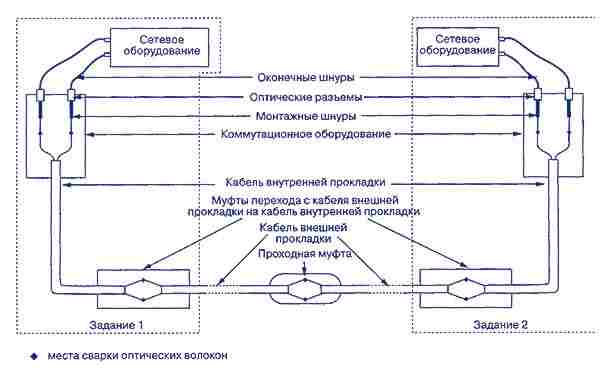 Сетевое
оборудование
Сетевое
оборудование
Оконечные шнуры
Оптические разъемы
Монтажные шнуры
Коммутационное оборудование
Кабель внутренней прокладки
Муфты перехода с кабеля внешней
прокладки на кабель внутренней прокладки
Кабель внешней
прокладки
Проходная муфта
Задание 1
Задание 2
места сварки оптических волокон